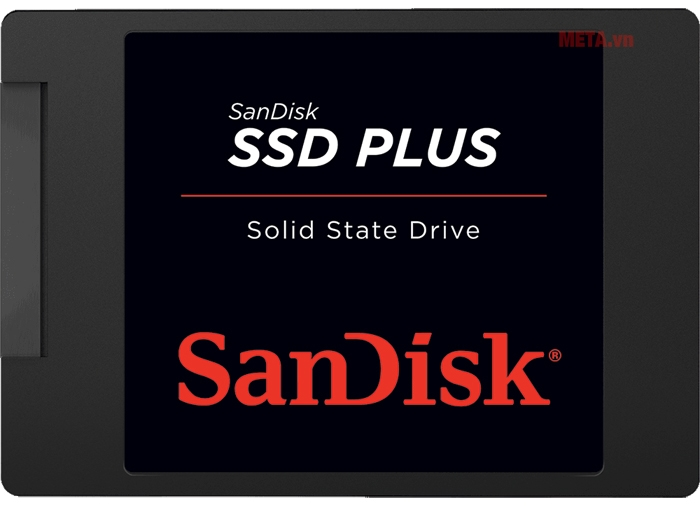 META.vn
SanDisk
SSD PLUS
Solid State Drive
SanDisk®